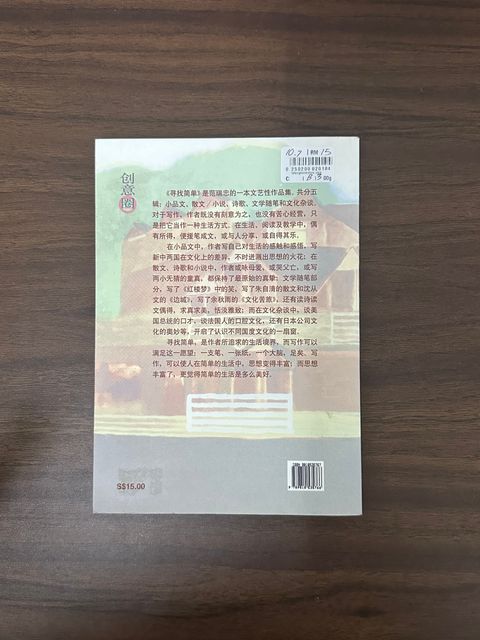 创意圈
10.7 15
0 250200 020184
C
《寻找简单》是范瑞忠的一本文艺性作品集，共分五
辑：小品文、散文／小说、诗歌、文学随笔和文化杂谈。
对于写作，作者既没有刻意为之，也没有苦心经营，只
是把它当作一种生活方式。在生活、阅读及教学中，偶
有所得，便援笔成文，或与人分享，或自得其乐。
在小品文中，作者写自己对生活的感触和感悟，写
新中两国在文化上的差异，不时迸溅出思想的火花；在
散文、诗歌和小说中，作者或咏母爱、或哭父亡，或写
两小无猜的童真，都保持了最原始的真挚；文学随笔部
分，写了《红楼梦》中的笑，写了朱自清的散文和沈从
文的《边城》，写了余秋雨的《文化苦旅》，还有读诗读
文偶得，求真求美，恬淡雅致；而在文化杂谈中，谈美
国总统的口才，谈法国人的口腔文化，还有日本公司文
化的奥妙等，开启了认识不同国度文化的一扇窗。
寻找简单，是作者所追求的生活境界，而写作可以
满足这一愿望：一支笔、一张纸，一个大脑，足矣。写
作，可以使人在简单的生活中，思想变得丰富；而思想
丰富了，更觉得简单的生活是多么美好。
S$15.00